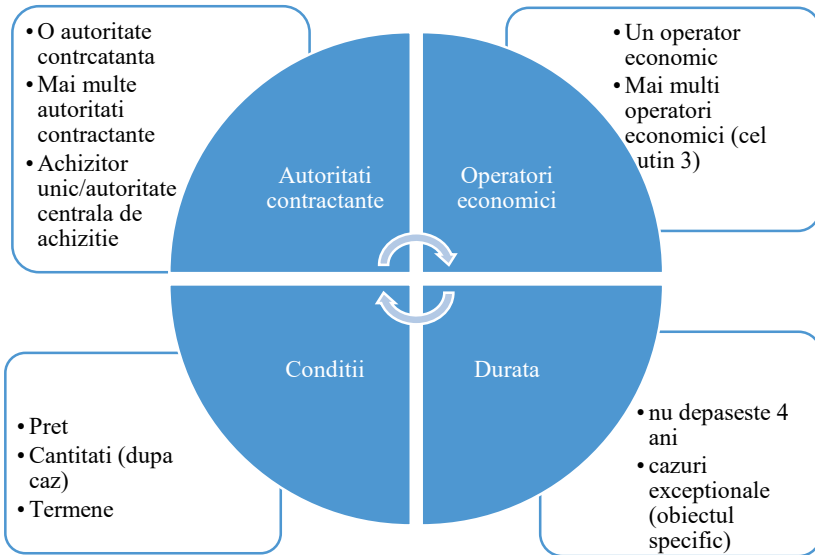 • O autoritate
contrcatanta
• Mai multe
autoritati
contractante
• Achizitor
unic/autoritate
centrala de
achizitie
• Un operator
economic
• Mai multi
operatori
economici (cel
utin 3)
Autoritati
contractante
Operatori
economici
Conditii
Durata
• Pret
• Cantitati (dupa
caz)
• Termene
• nu depaseste 4
ani
• cazuri
exceptionale
(obiectul
specific)